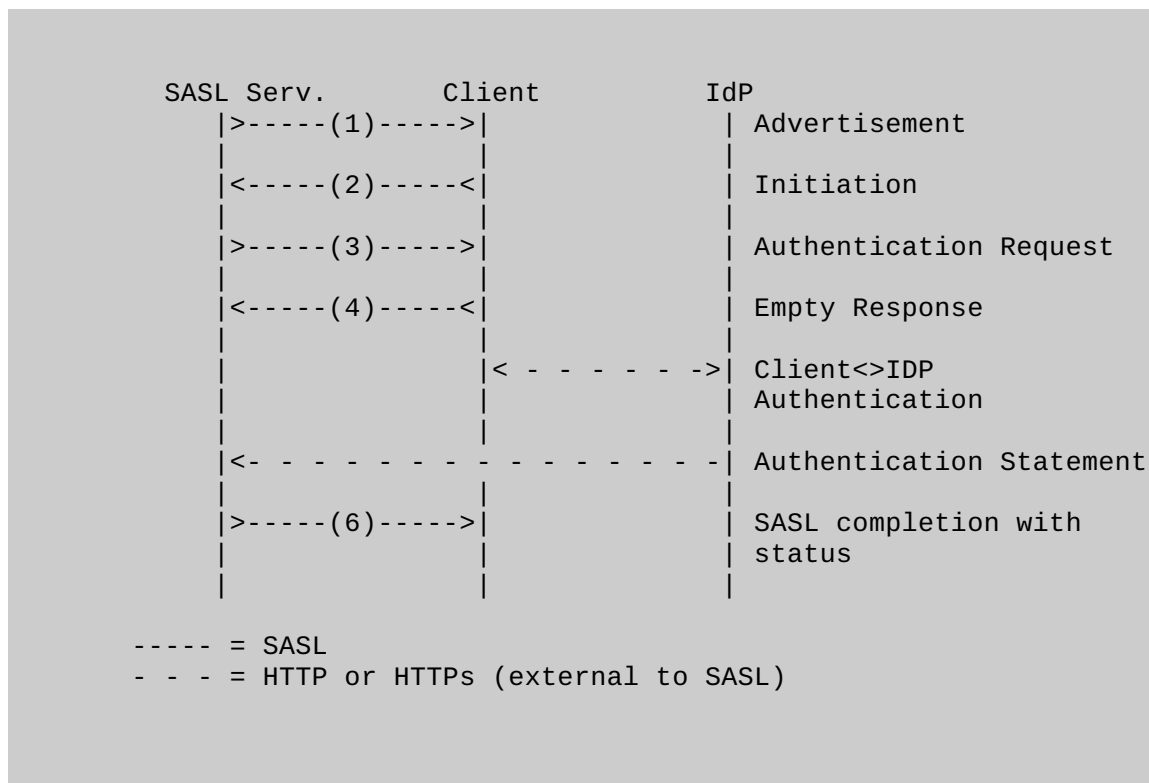 SASL Serv.       Client          IdP
    |>-----(1)----->|              | Advertisement
    |               |              |
    |<-----(2)-----<|              | Initiation
    |               |              |
    |>-----(3)----->|              | Authentication Request
    |               |              |
    |<-----(4)-----<|              | Empty Response
    |               |              |
    |               |< - - - - - ->| Client<>IDP
    |               |              | Authentication
    |               |              |
    |<- - - - - - - - - - - - - - -| Authentication Statement
    |               |              |
    |>-----(6)----->|              | SASL completion with
    |               |              | status
    |               |              |
----- = SASL
- - - = HTTP or HTTPs (external to SASL)